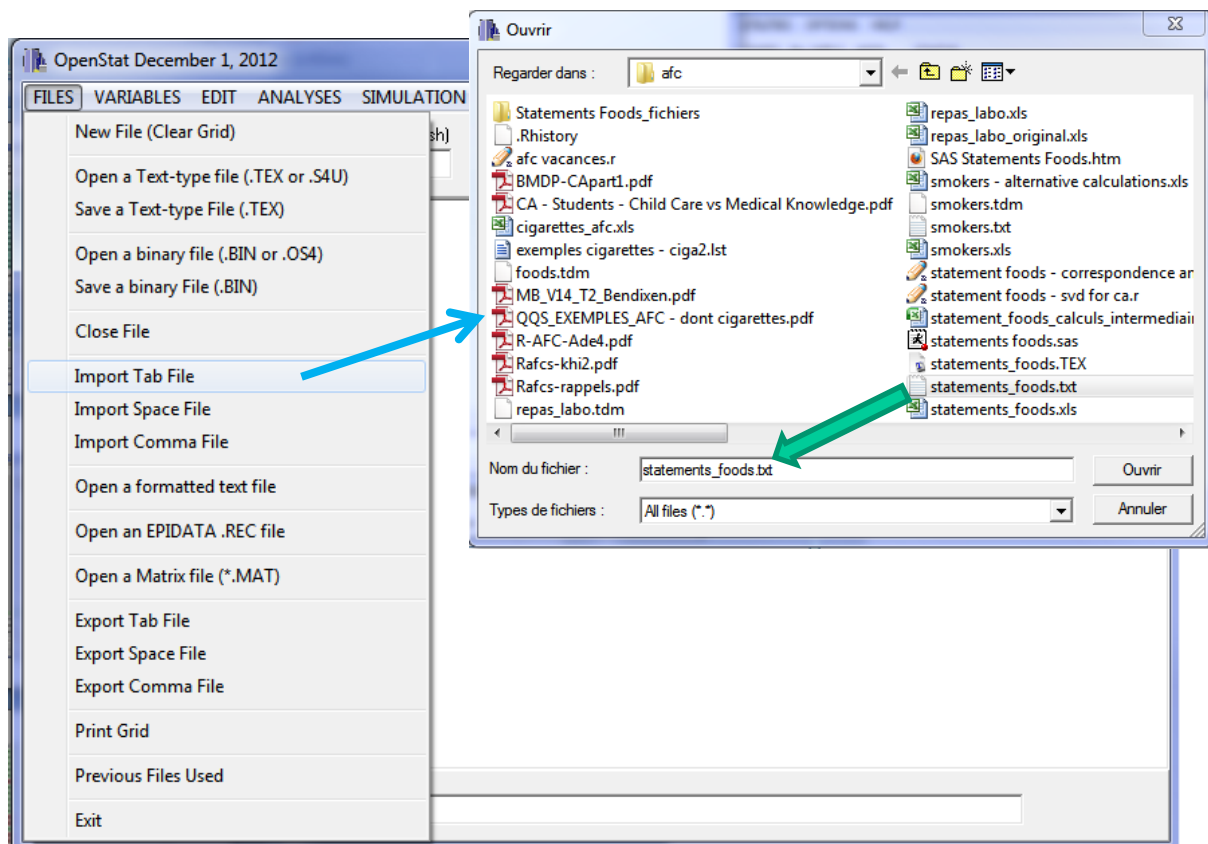 OpenStat December 1, 2012
FILES VARIABLES EDIT ANALYSES SIMULATION
sh)
New File (Clear Grid)
Open a Text-type file (.TEX or .S4U)
Save a Text-type File (.TEX)
Open a binary file (.BIN or .OS4)
Save a binary File (.BIN)
Close File
Import Tab File
Import Space File
Import Comma File
Open a formatted text file
Open an EPIDATA .REC file
Open a Matrix file (*.MAT)
Export Tab File
Export Space File
Export Comma File
Print Grid
Previous Files Used
Exit
Ouvrir
Regarder dans : afc
Statements Foods_fichiers
.Rhistory
afc vacances.r
BMDP-CApart1.pdf
CA - Students - Child Care vs Medical Knowledge.pdf
cigarettes_afc.xls
exemples cigarettes - ciga2.lst
foods.tdm
MB_V14_T2_Bendixen.pdf
QQS_EXEMPLES_AFC - dont cigarettes.pdf
R-AFC-Ade4.pdf
Rafcs-khi2.pdf
Rafcs-rappels.pdf
repas_labo.tdm
repas_labo.xls
repas_labo_original.xls
SAS Statements Foods.htm
smokers - alternative calculations.xls
smokers.tdm
smokers.txt
smokers.xls
statement foods - correspondence an
statement foods - svd for ca.r
statement_foods_calculs_intermediair
statements foods.sas
statements_foods.TEX
statements_foods.txt
statements_foods.xls
Nom du fichier : statements_foods.txt Ouvrir
Types de fichiers : All files (*.*) Annuler